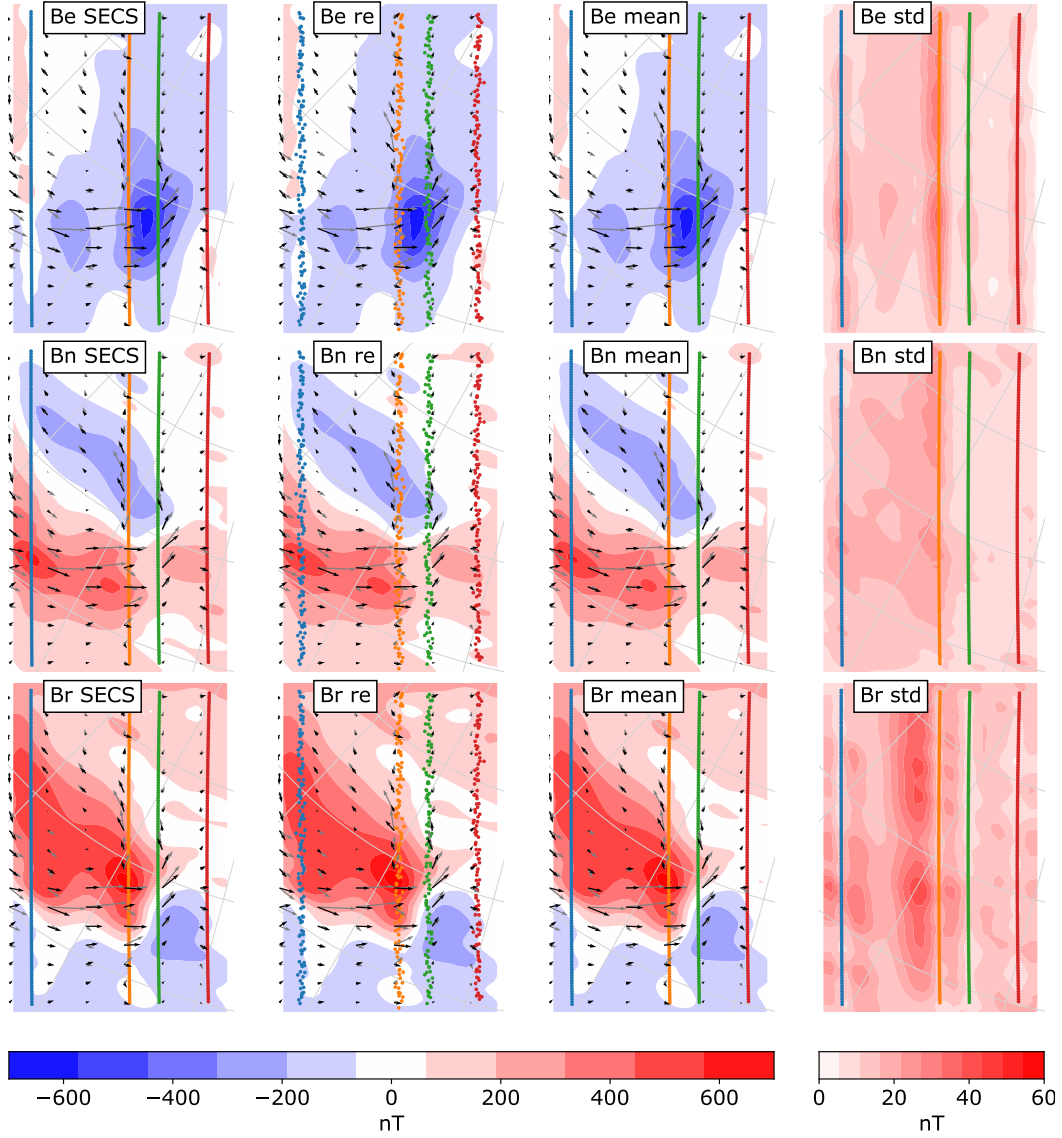 Be SECS Be re Be mean Be std
Bn SECS Bn re Bn mean Bn std
Br SECS Br re Br mean Br std
−600 −400 −200 0 200 400 600 0 20 40 60
nT nT